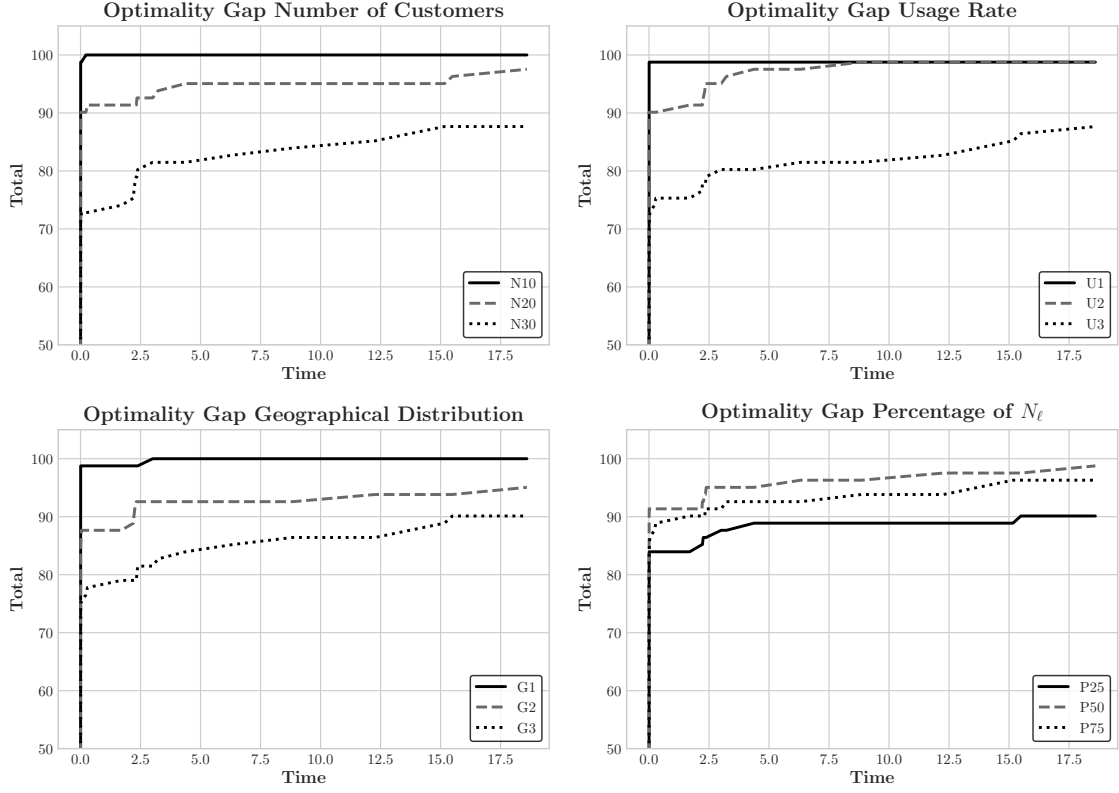 Optimality Gap Number of Customers
100
90
80
70
60
50
Total
0.0 2.5 5.0 7.5 10.0 12.5 15.0 17.5
Time
N10
N20
N30
Optimality Gap Usage Rate
100
90
80
70
60
50
Total
0.0 2.5 5.0 7.5 10.0 12.5 15.0 17.5
Time
U1
U2
U3
Optimality Gap Geographical Distribution
100
90
80
70
60
50
Total
0.0 2.5 5.0 7.5 10.0 12.5 15.0 17.5
Time
G1
G2
G3
Optimality Gap Percentage of $N_\ell$
100
90
80
70
60
50
Total
0.0 2.5 5.0 7.5 10.0 12.5 15.0 17.5
Time
P25
P50
P75